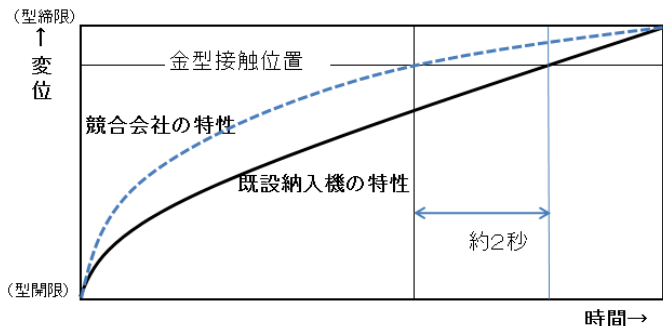 (型締限)
↑
変位
金型接触位置
競合会社の特性
既設納入機の特性
約2秒
(型開限)
時間→